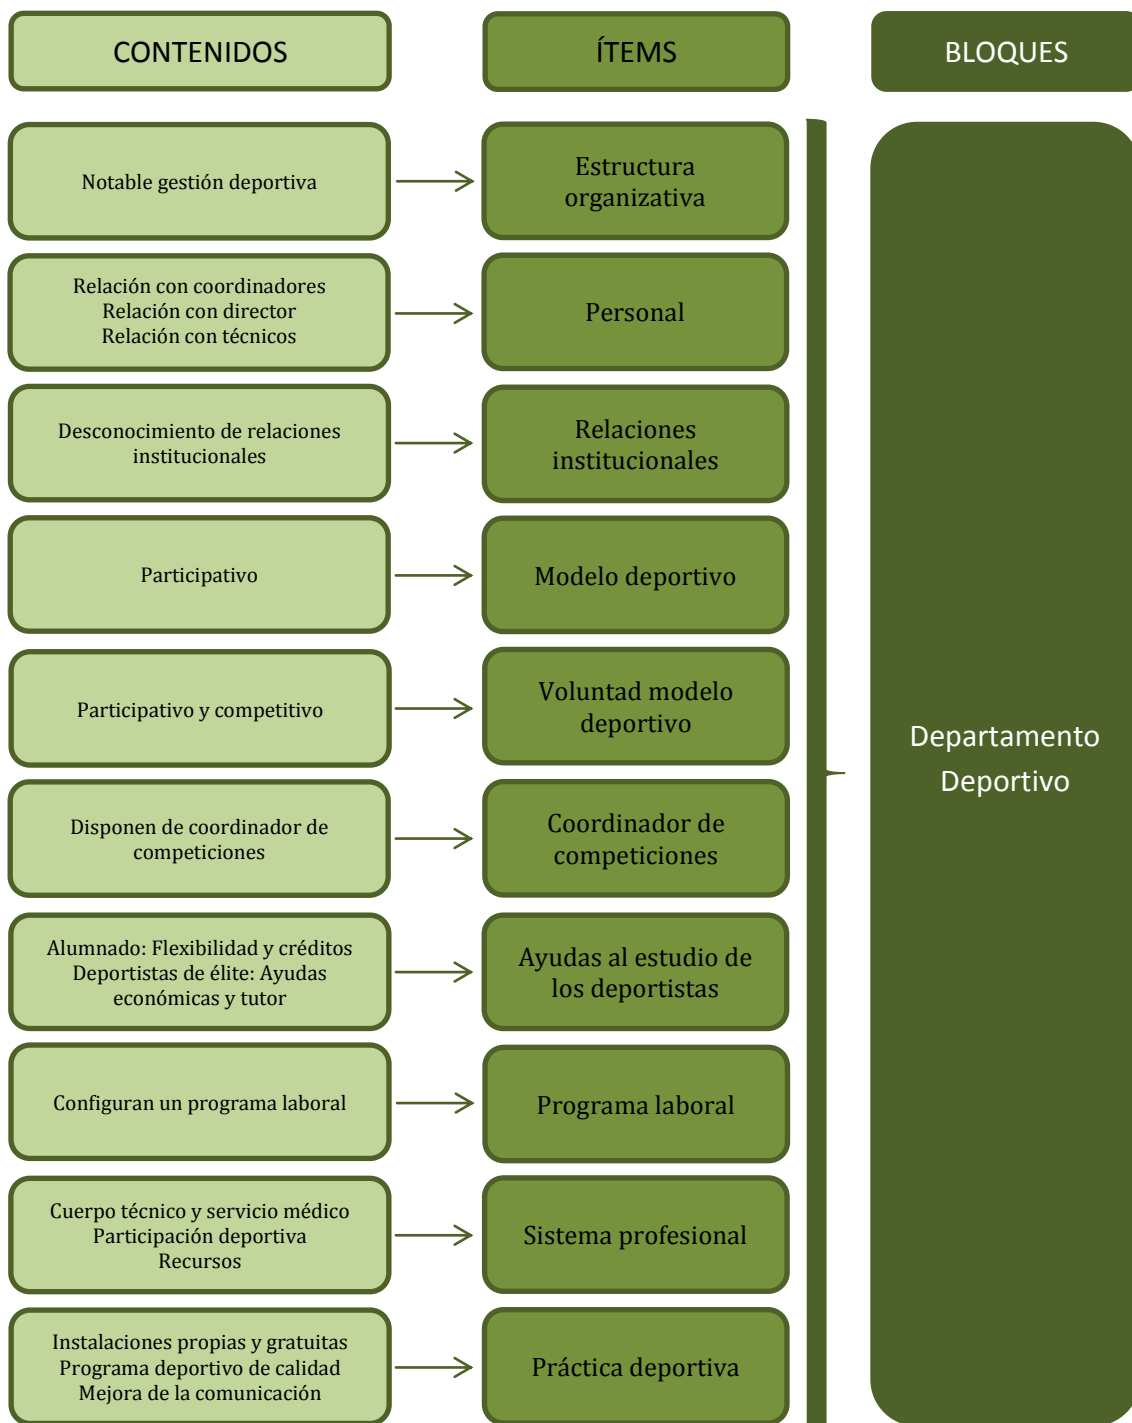 CONTENIDOS
ÍTEMS
BLOQUES
Notable gestión deportiva
Estructura
organizativa
Relación con coordinadores
Relación con director
Relación con técnicos
Personal
Desconocimiento de relaciones
institucionales
Relaciones
institucionales
Participativo
Modelo deportivo
Participativo y competitivo
Voluntad modelo
deportivo
Disponen de coordinador de
competiciones
Coordinador de
competiciones
Alumnado: Flexibilidad y créditos
Deportistas de élite: Ayudas
económicas y tutor
Ayudas al estudio de
los deportistas
Configuran un programa laboral
Programa laboral
Cuerpo técnico y servicio médico
Participación deportiva
Recursos
Sistema profesional
Instalaciones propias y gratuitas
Programa deportivo de calidad
Mejora de la comunicación
Práctica deportiva
Departamento
Deportivo